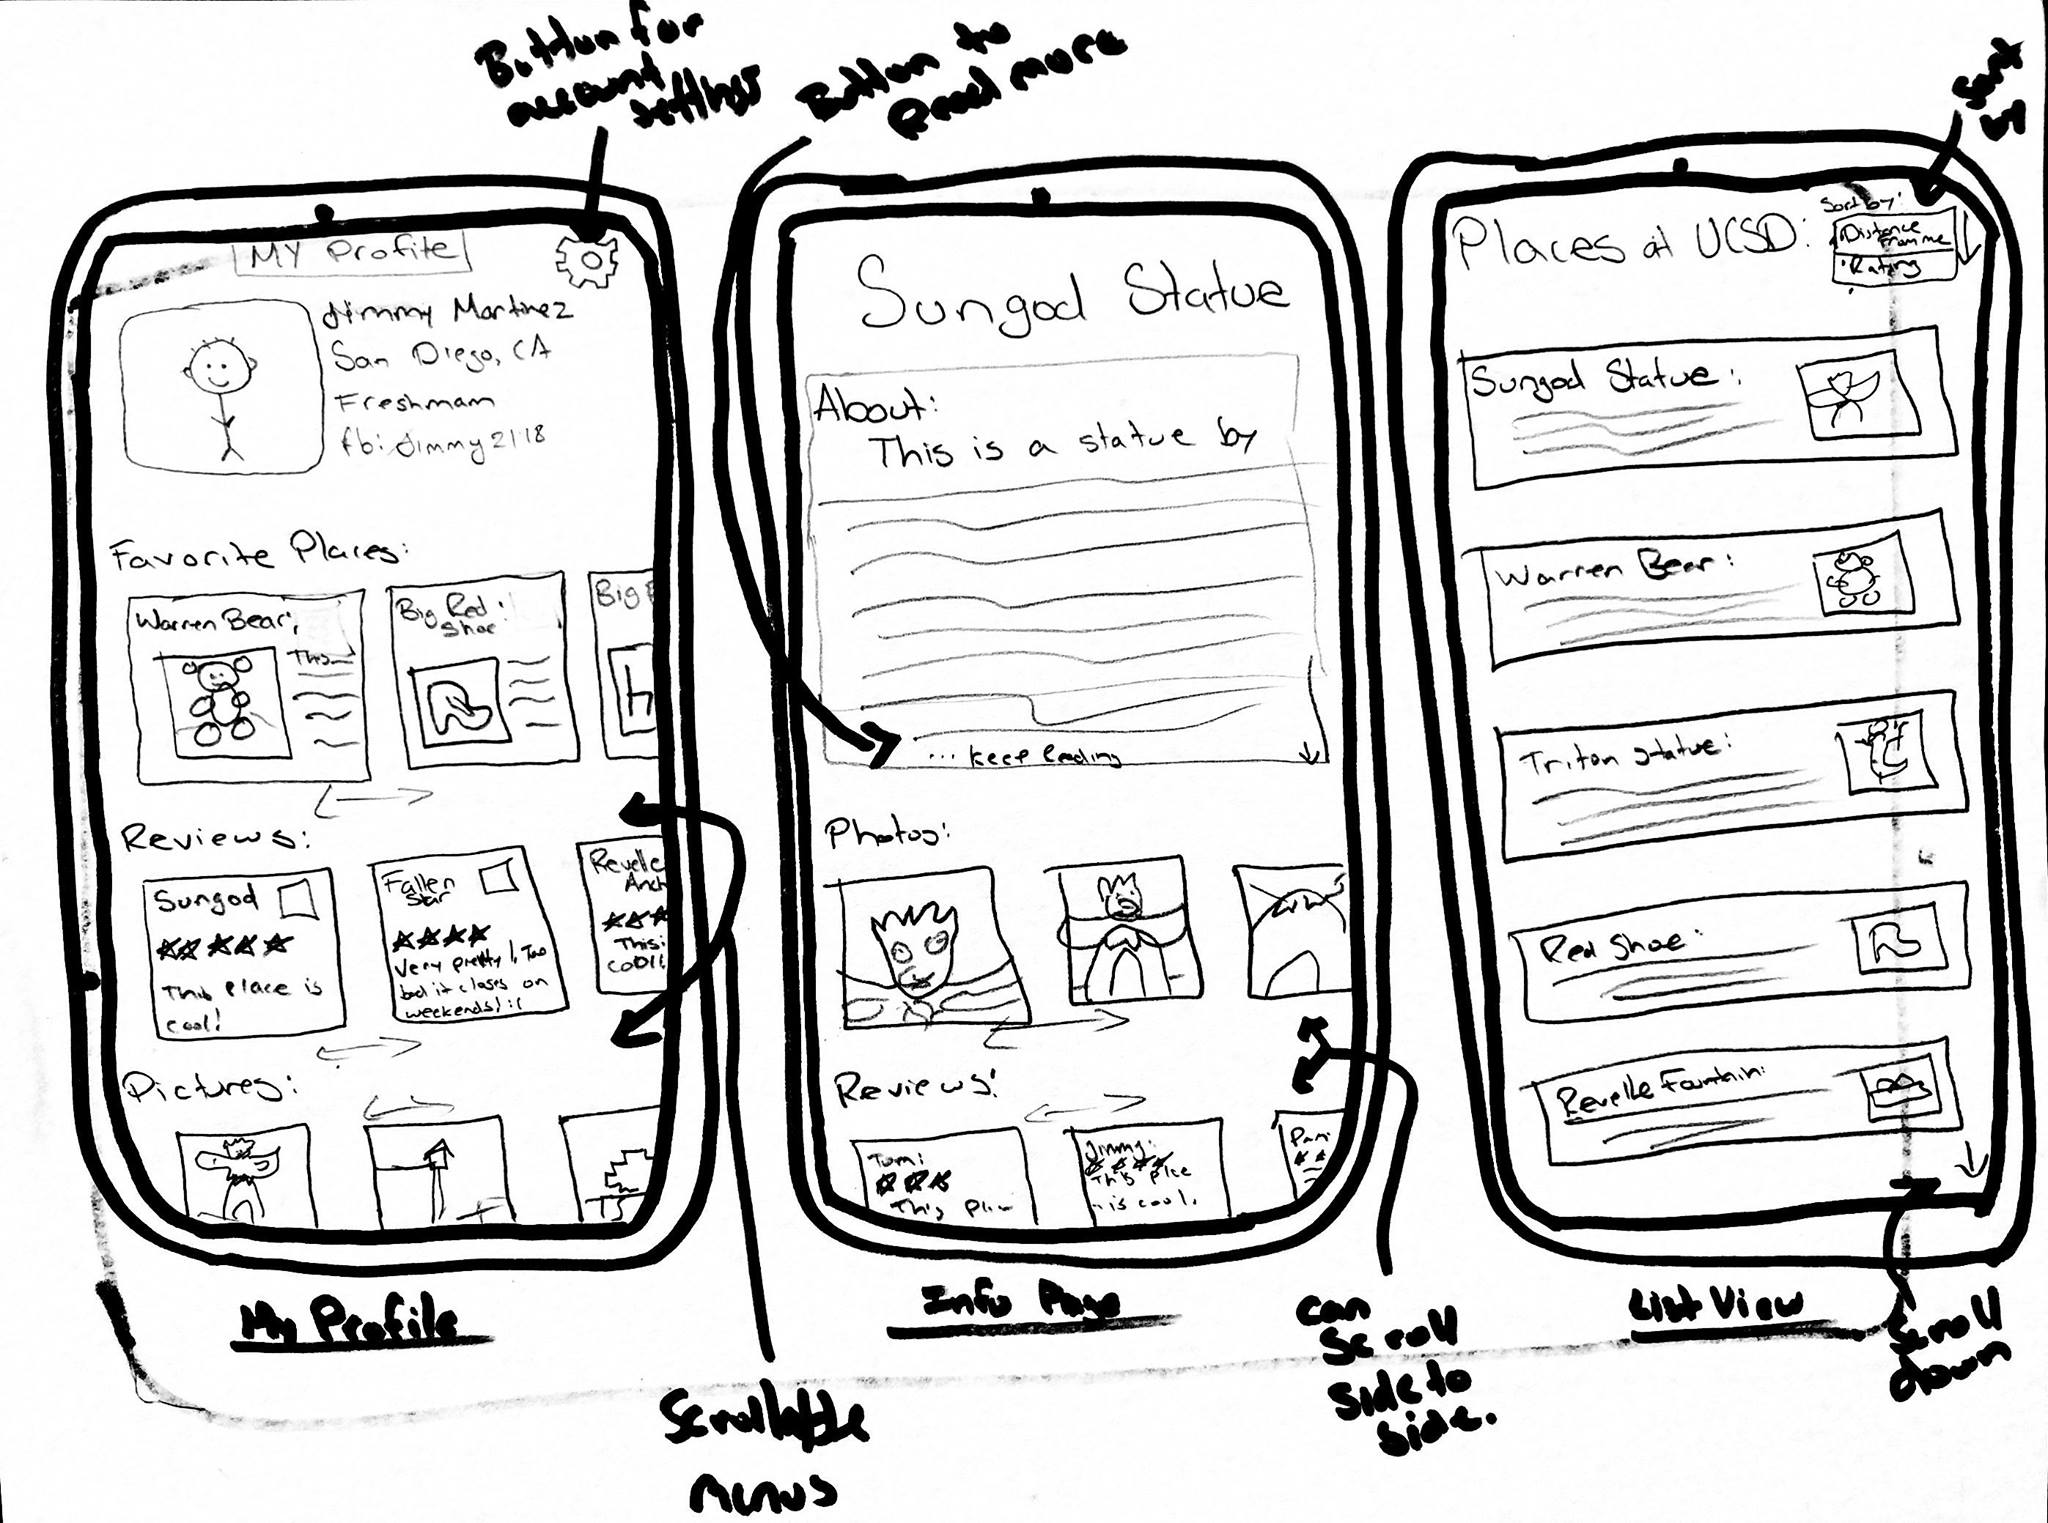 Button for
account
settings
Button to
Read more
Sort
by
MY Profile
Jimmy Martinez
San Diego, CA
Freshmam
fb: Jimmy2118
Favorite Places:
Warren Bear:
This
Big Red
Shoe:
Big
Reviews:
Sungod
This place is
cool!
Fallen
Star
Very pretty! Too
bad it closes on
weekends! :(
Revelle
Anch
This:
cool!
Pictures:
My Profile
Scrollable
menus
Sungod Statue
About:
This is a statue by
... Keep Reading
Photos:
Reviews:
Tom:
This pla
Jimmy:
This plce
is cool.
Pam:
Info Page
can
scroll
side to
side.
Places at UCSD:
Sort by:
Distance
From me
Rating
Sungod Statue:
Warren Bear:
Triton Statue:
Red Shoe:
Revelle Fountain:
List View
Scroll
down